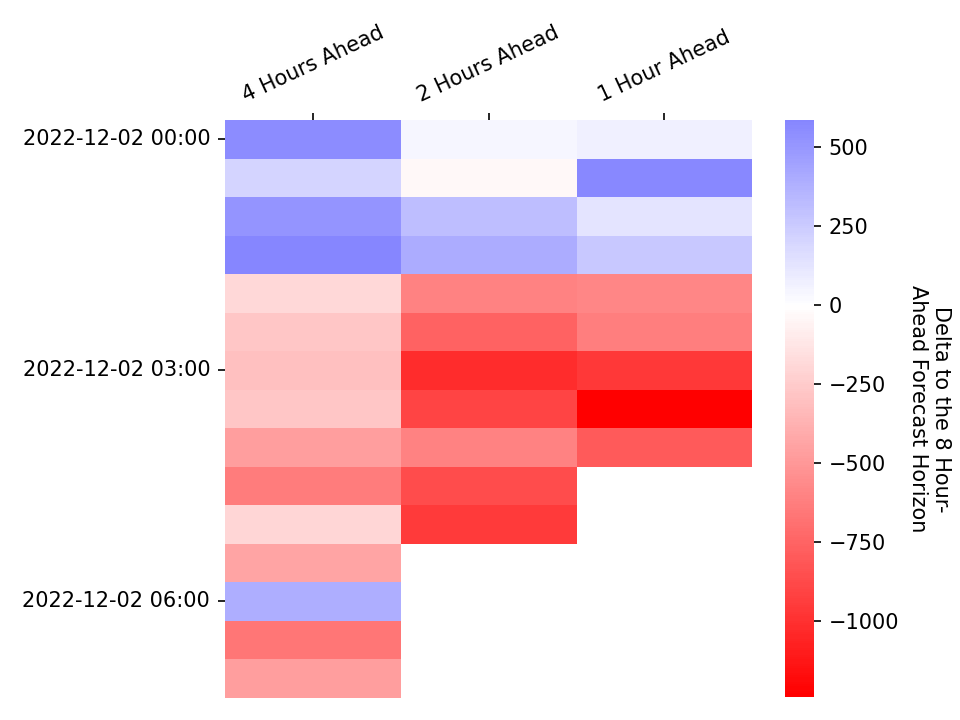 4 Hours Ahead
2 Hours Ahead
1 Hour Ahead
2022-12-02 00:00
2022-12-02 03:00
2022-12-02 06:00
500
250
0
−250
−500
−750
−1000
Delta to the 8 Hour-
Ahead Forecast Horizon